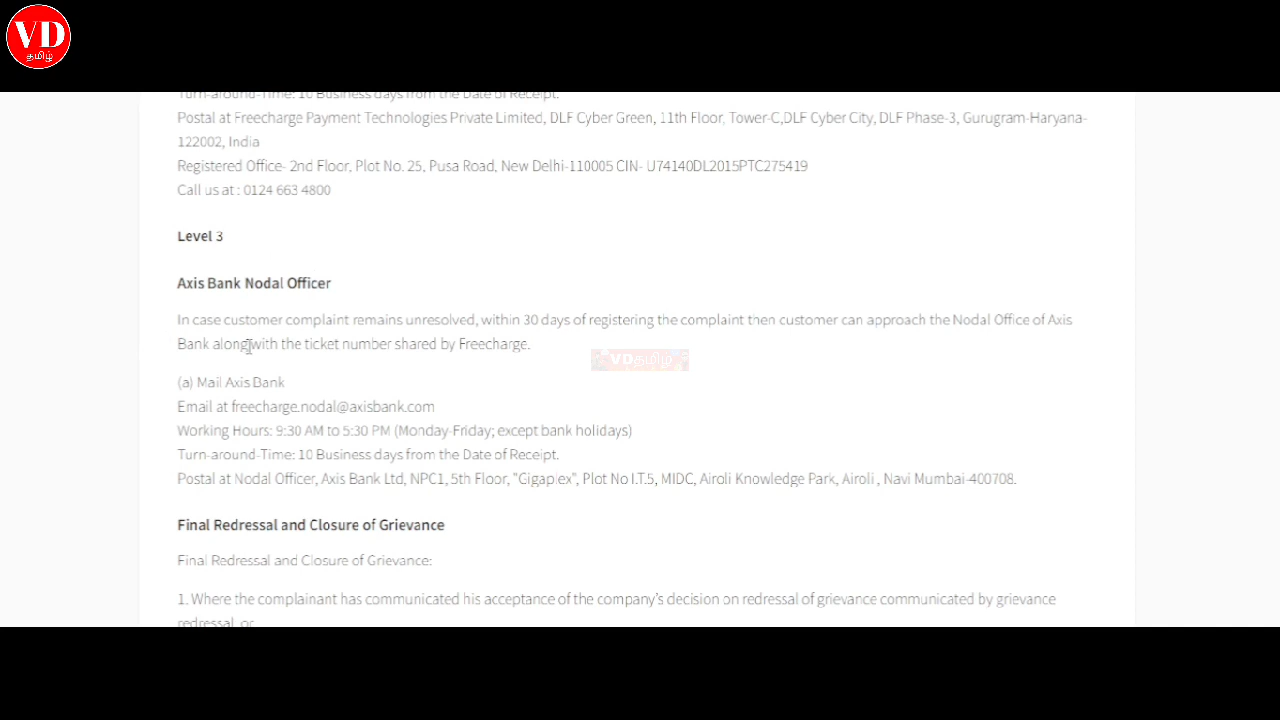 VD
தமிழ்
Turn-around-Time: 10 Business days from the Date of Receipt.
Postal at Freecharge Payment Technologies Private Limited, DLF Cyber Green, 11th Floor, Tower-C,DLF Cyber City, DLF Phase-3, Gurugram-Haryana-
122002, India
Registered Office- 2nd Floor, Plot No. 25, Pusa Road, New Delhi-110005 CIN- U74140DL2015PTC275419
Call us at : 0124 663 4800
Level 3
Axis Bank Nodal Officer
In case customer complaint remains unresolved, within 30 days of registering the complaint then customer can approach the Nodal Office of Axis
Bank along with the ticket number shared by Freecharge.
VDதமிழ்
(a) Mail Axis Bank
Email at freecharge.nodal@axisbank.com
Working Hours: 9:30 AM to 5:30 PM (Monday-Friday; except bank holidays)
Turn-around-Time: 10 Business days from the Date of Receipt.
Postal at Nodal Officer, Axis Bank Ltd, NPC1, 5th Floor, "Gigaplex", Plot No I.T.5, MIDC, Airoli Knowledge Park, Airoli , Navi Mumbai-400708.
Final Redressal and Closure of Grievance
Final Redressal and Closure of Grievance:
1. Where the complainant has communicated his acceptance of the company's decision on redressal of grievance communicated by grievance
redressal, or